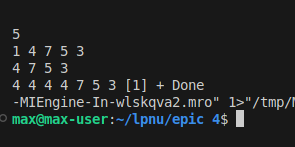 5
1 4 7 5 3
4 7 5 3
4 4 4 4 7 5 3 [1] + Done
-MIEngine-In-wlskqva2.mro" 1>"/tmp/
max@max-user:~/lpnu/epic 4$